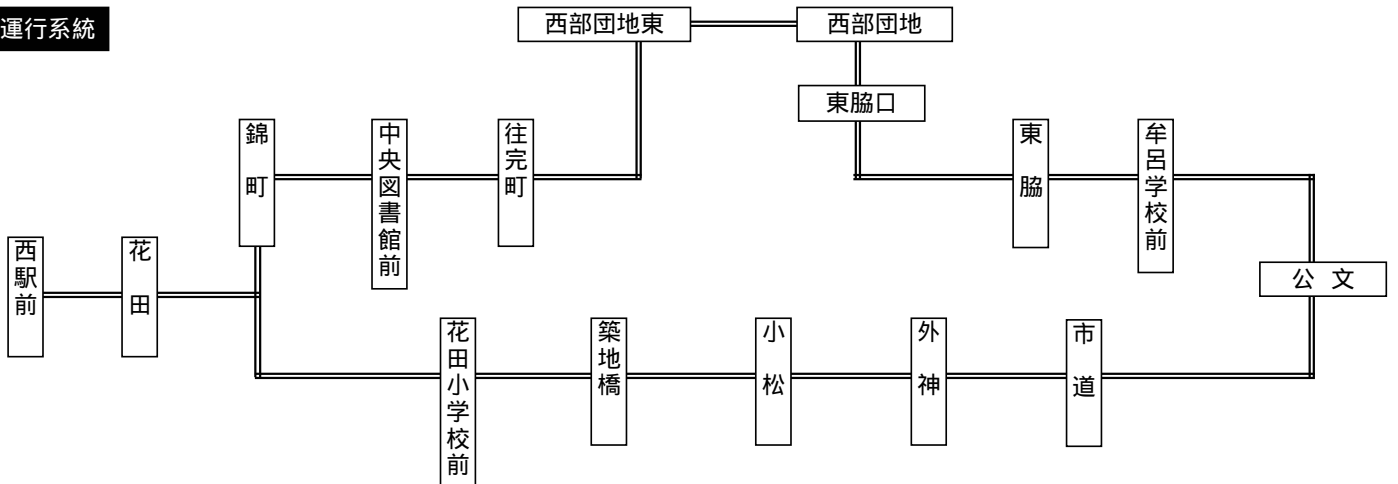 運行系統
西部団地東
西部団地
東脇口
錦町
中央図書館前
往完町
東脇
牟呂学校前
西駅前
花田
公文
花田小学校前
築地橋
小松
外神
市道